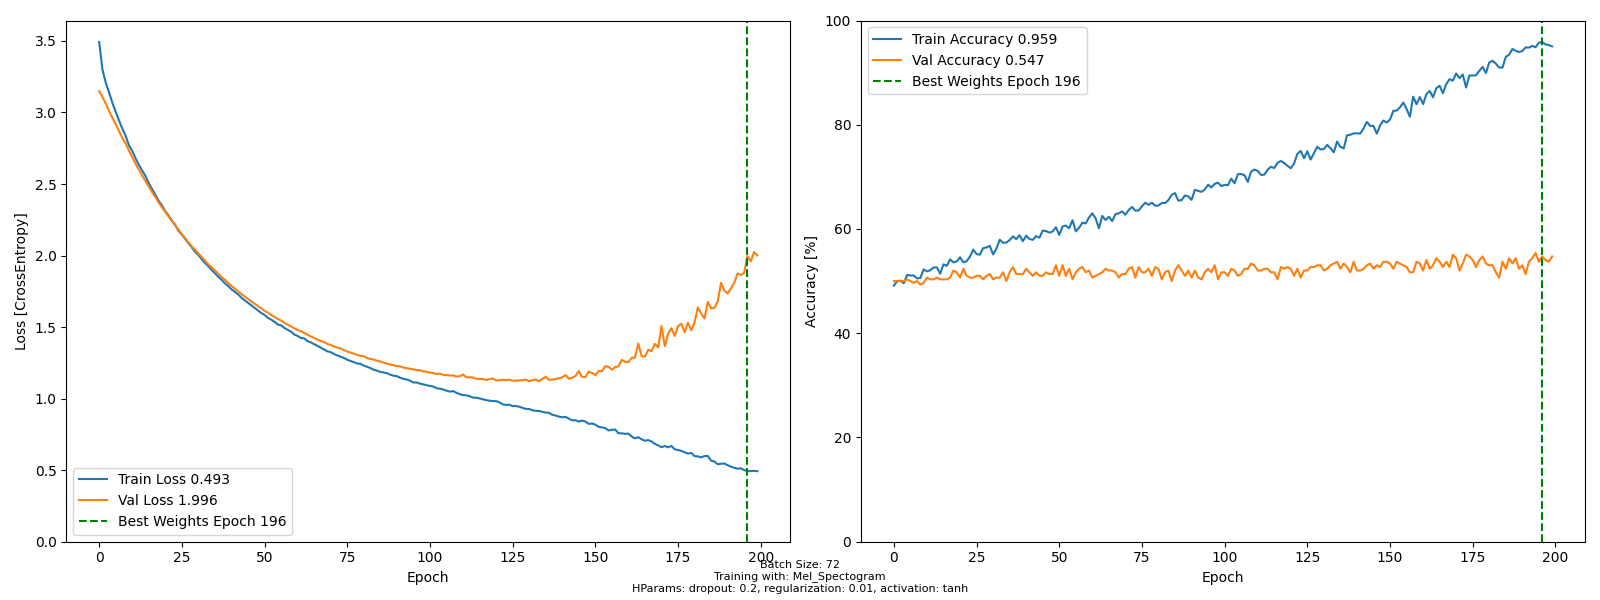 3.5
3.0
2.5
2.0
1.5
1.0
0.5
0.0
Loss [CrossEntropy]
Train Loss 0.493
Val Loss 1.996
Best Weights Epoch 196
0 25 50 75 100 125 150 175 200
Epoch
100
80
60
40
20
0
Accuracy [%]
Train Accuracy 0.959
Val Accuracy 0.547
Best Weights Epoch 196
0 25 50 75 100 125 150 175 200
Epoch
Batch Size: 72
Training with: Mel_Spectogram
HParams: dropout: 0.2, regularization: 0.01, activation: tanh